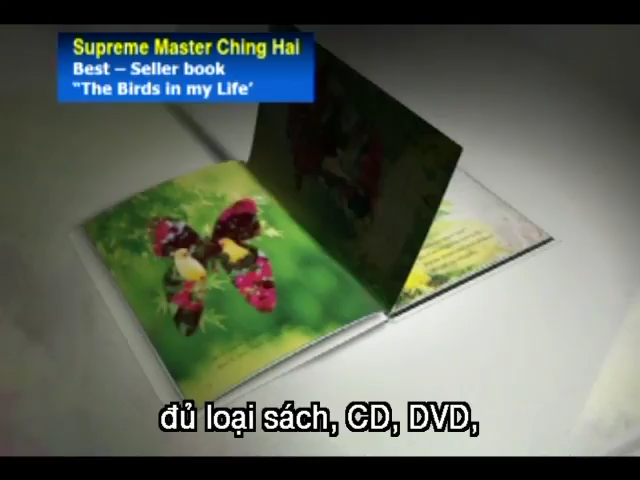 Supreme Master Ching Hai
Best – Seller book
“The Birds in my Life’
đủ loại sách, CD, DVD,